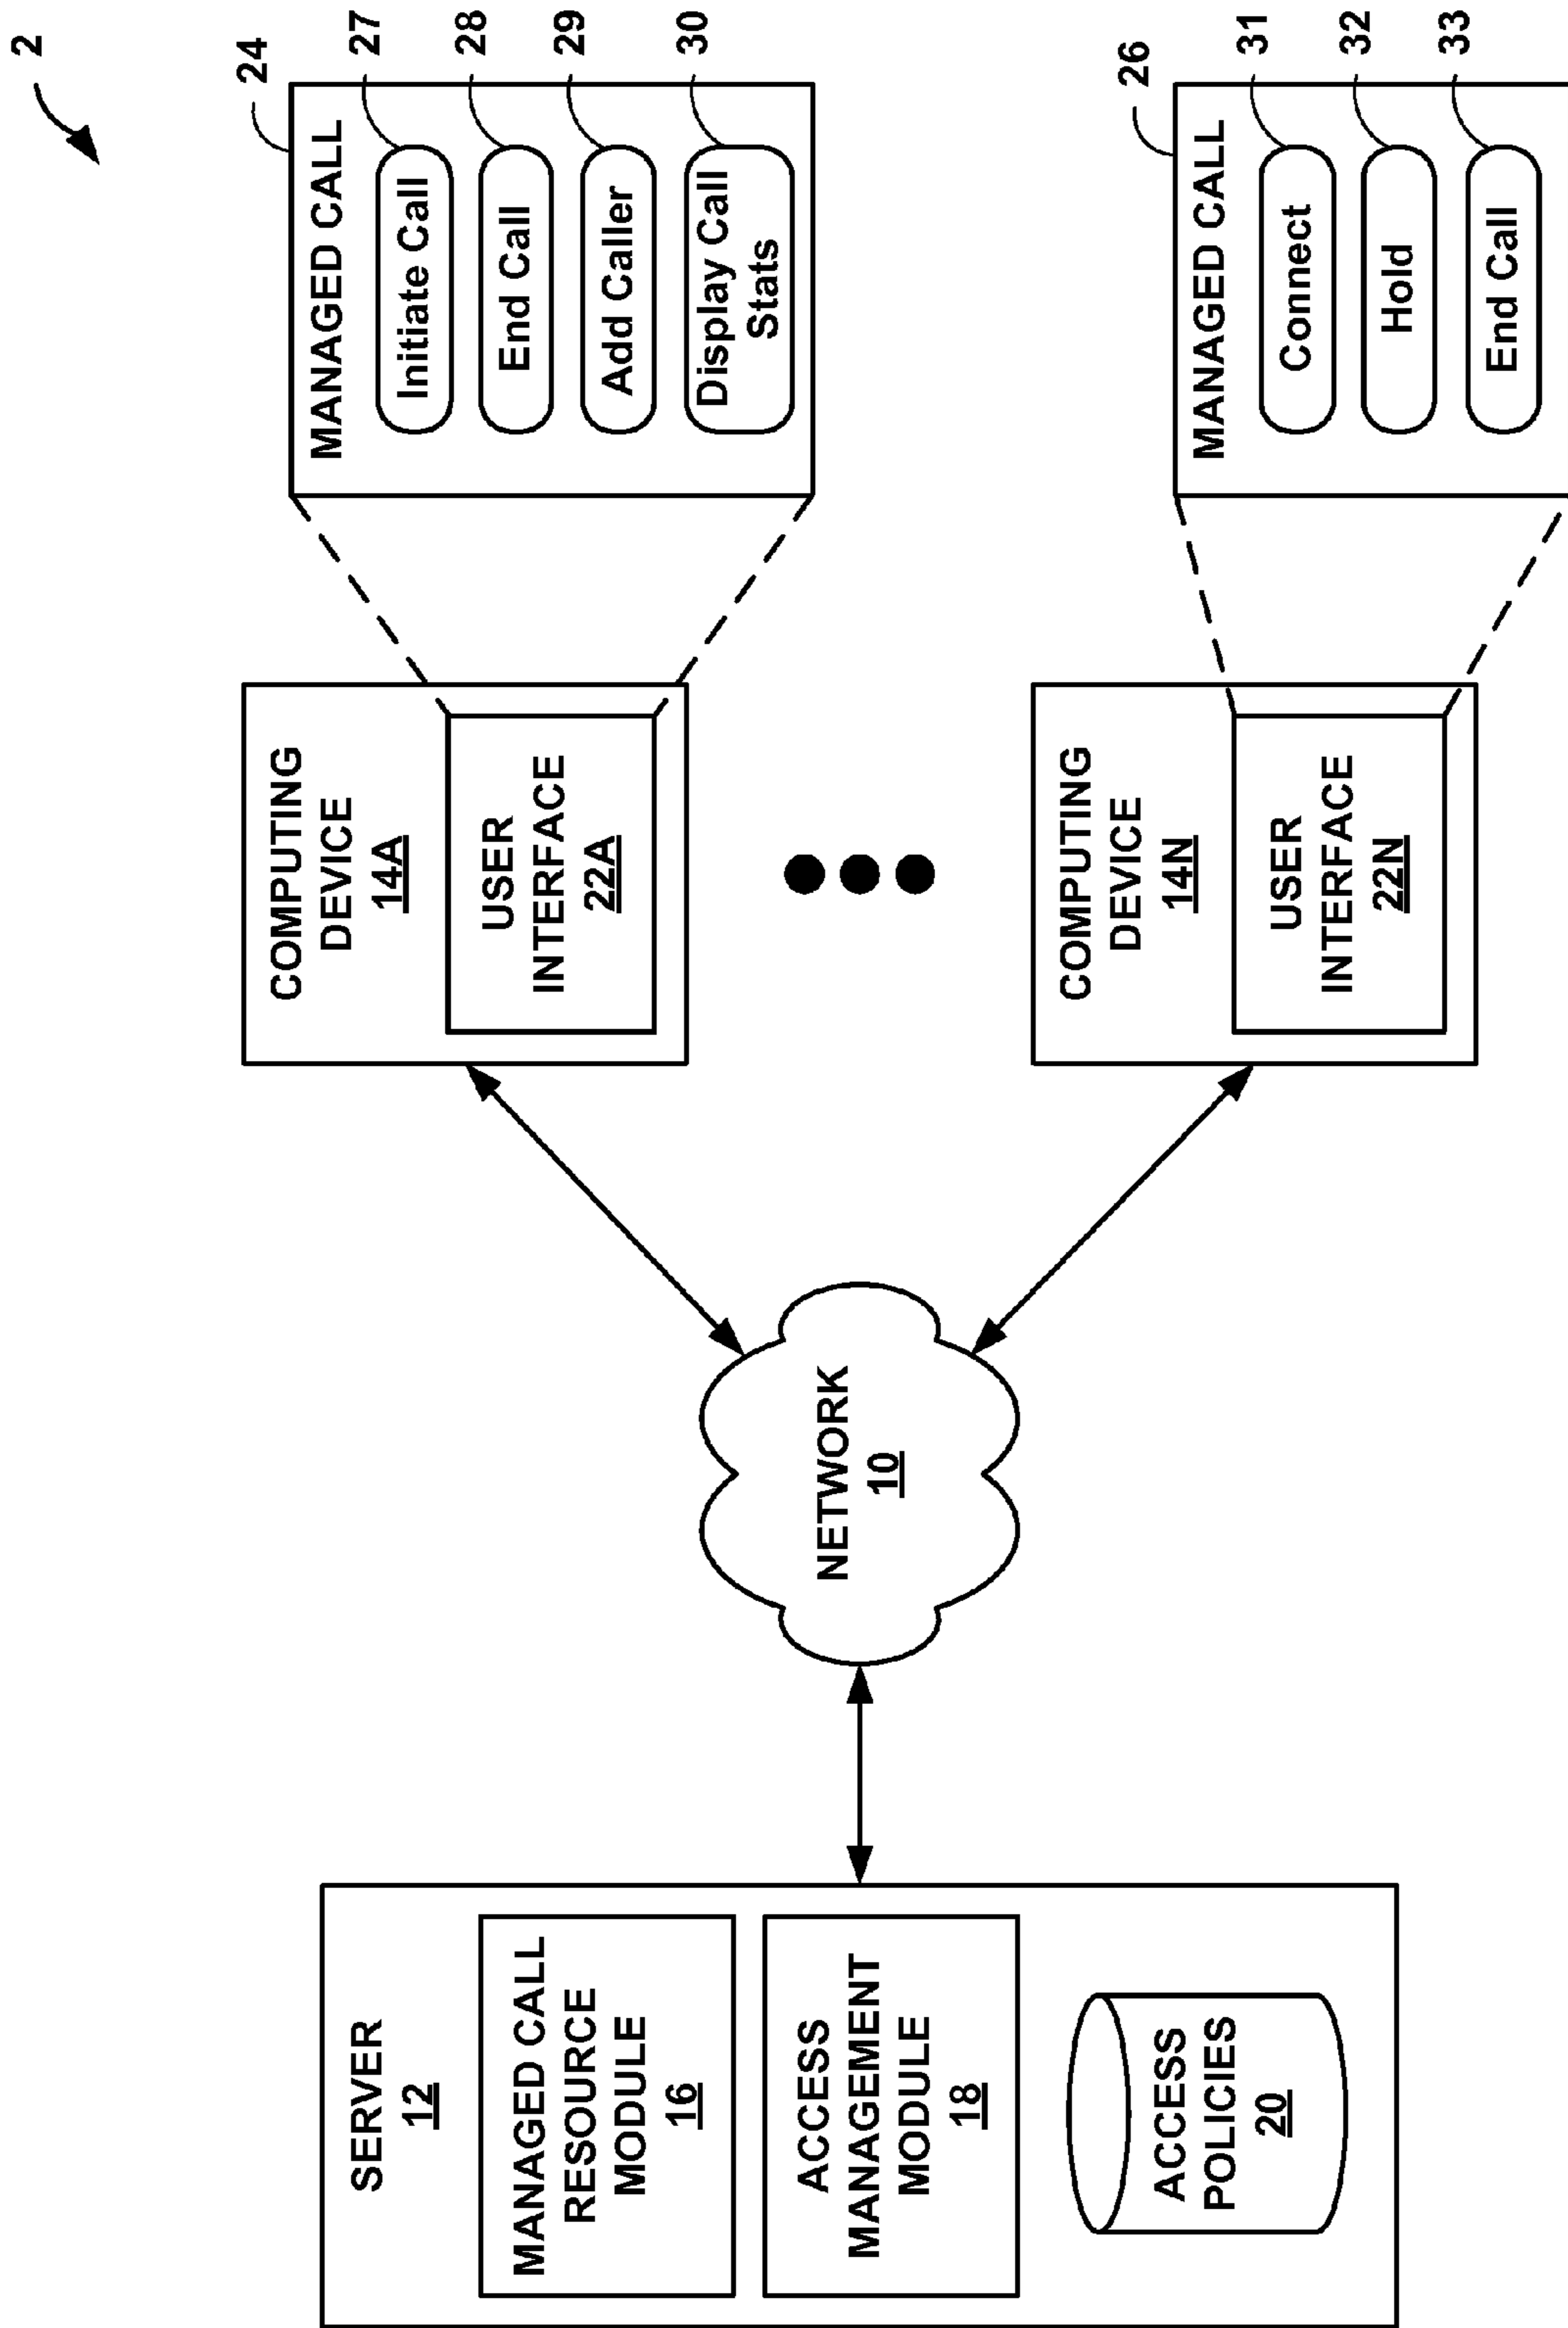 2
SERVER
12
MANAGED CALL
RESOURCE
MODULE
16
ACCESS
MANAGEMENT
MODULE
18
ACCESS
POLICIES
20
NETWORK
10
COMPUTING
DEVICE
14A
USER
INTERFACE
22A
COMPUTING
DEVICE
14N
USER
INTERFACE
22N
24
MANAGED CALL
Initiate Call
27
End Call
28
Add Caller
29
Display Call
Stats
30
26
MANAGED CALL
Connect
31
Hold
32
End Call
33